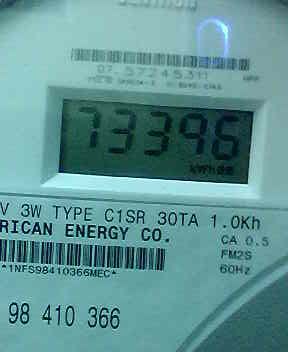 07 57245311
73396
kWh
V 3W TYPE C1SR 30TA 1.0Kh
RICAN ENERGY CO.
CA 0.5
FM2S
60Hz
*1NFS98410366MEC*
98 410 366